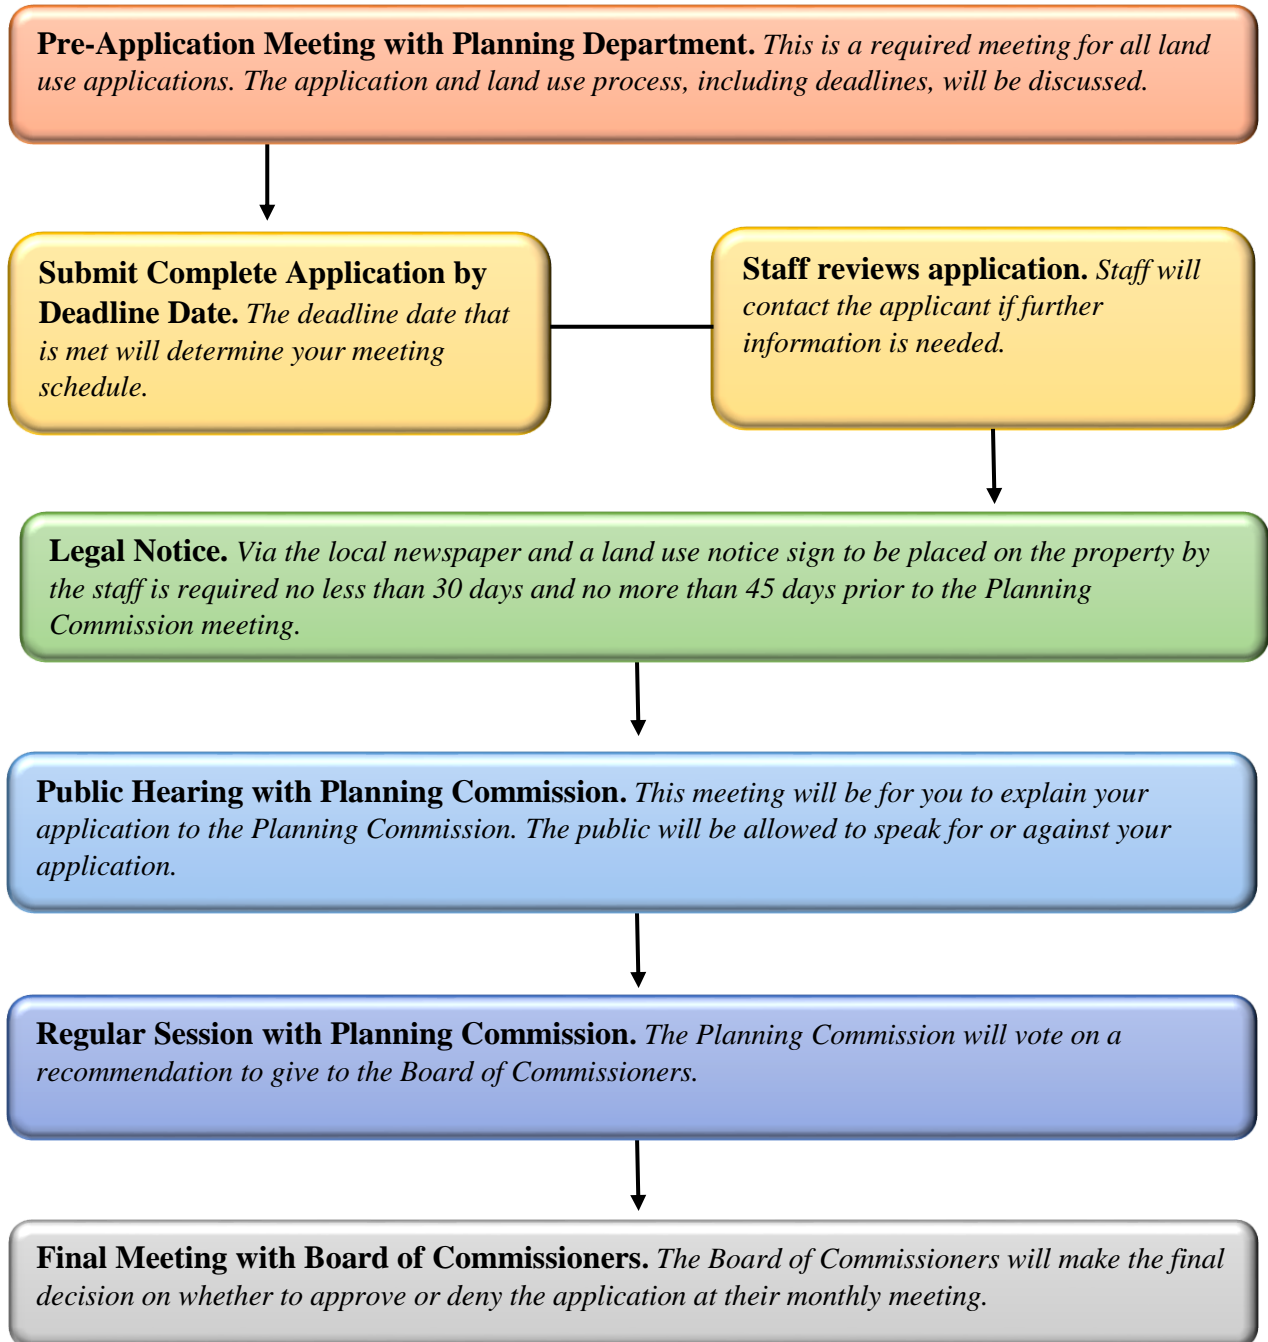 Pre-Application Meeting with Planning Department. This is a required meeting for all land
use applications. The application and land use process, including deadlines, will be discussed.
Submit Complete Application by
Deadline Date. The deadline date that
is met will determine your meeting
schedule.
Staff reviews application. Staff will
contact the applicant if further
information is needed.
Legal Notice. Via the local newspaper and a land use notice sign to be placed on the property by
the staff is required no less than 30 days and no more than 45 days prior to the Planning
Commission meeting.
Public Hearing with Planning Commission. This meeting will be for you to explain your
application to the Planning Commission. The public will be allowed to speak for or against your
application.
Regular Session with Planning Commission. The Planning Commission will vote on a
recommendation to give to the Board of Commissioners.
Final Meeting with Board of Commissioners. The Board of Commissioners will make the final
decision on whether to approve or deny the application at their monthly meeting.